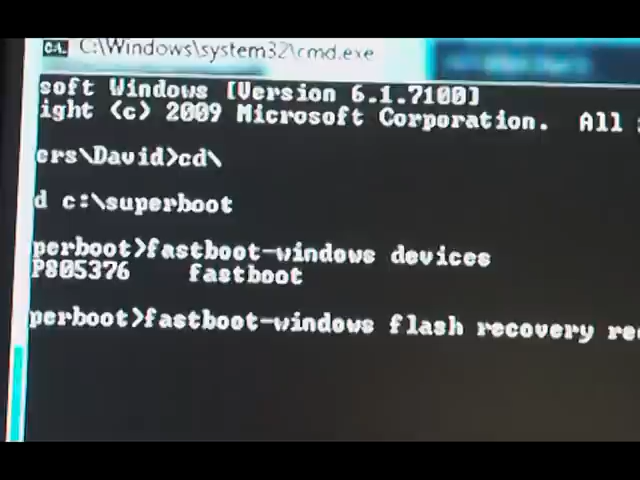 C:\Windows\system32\cmd.exe
soft Windows [Version 6.1.7100]
ight (c) 2009 Microsoft Corporation. All
ers\David>cd\
d c:\superboot
perboot>fastboot-windows devices
P805376 fastboot
perboot>fastboot-windows flash recovery re